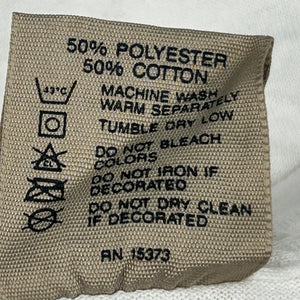 50% POLYESTER
50% COTTON
MACHINE WASH
WARM SEPARATELY
TUMBLE DRY LOW
DO NOT BLEACH
COLORS
DO NOT IRON IF
DECORATED
DO NOT DRY CLEAN
IF DECORATED
RN 15373